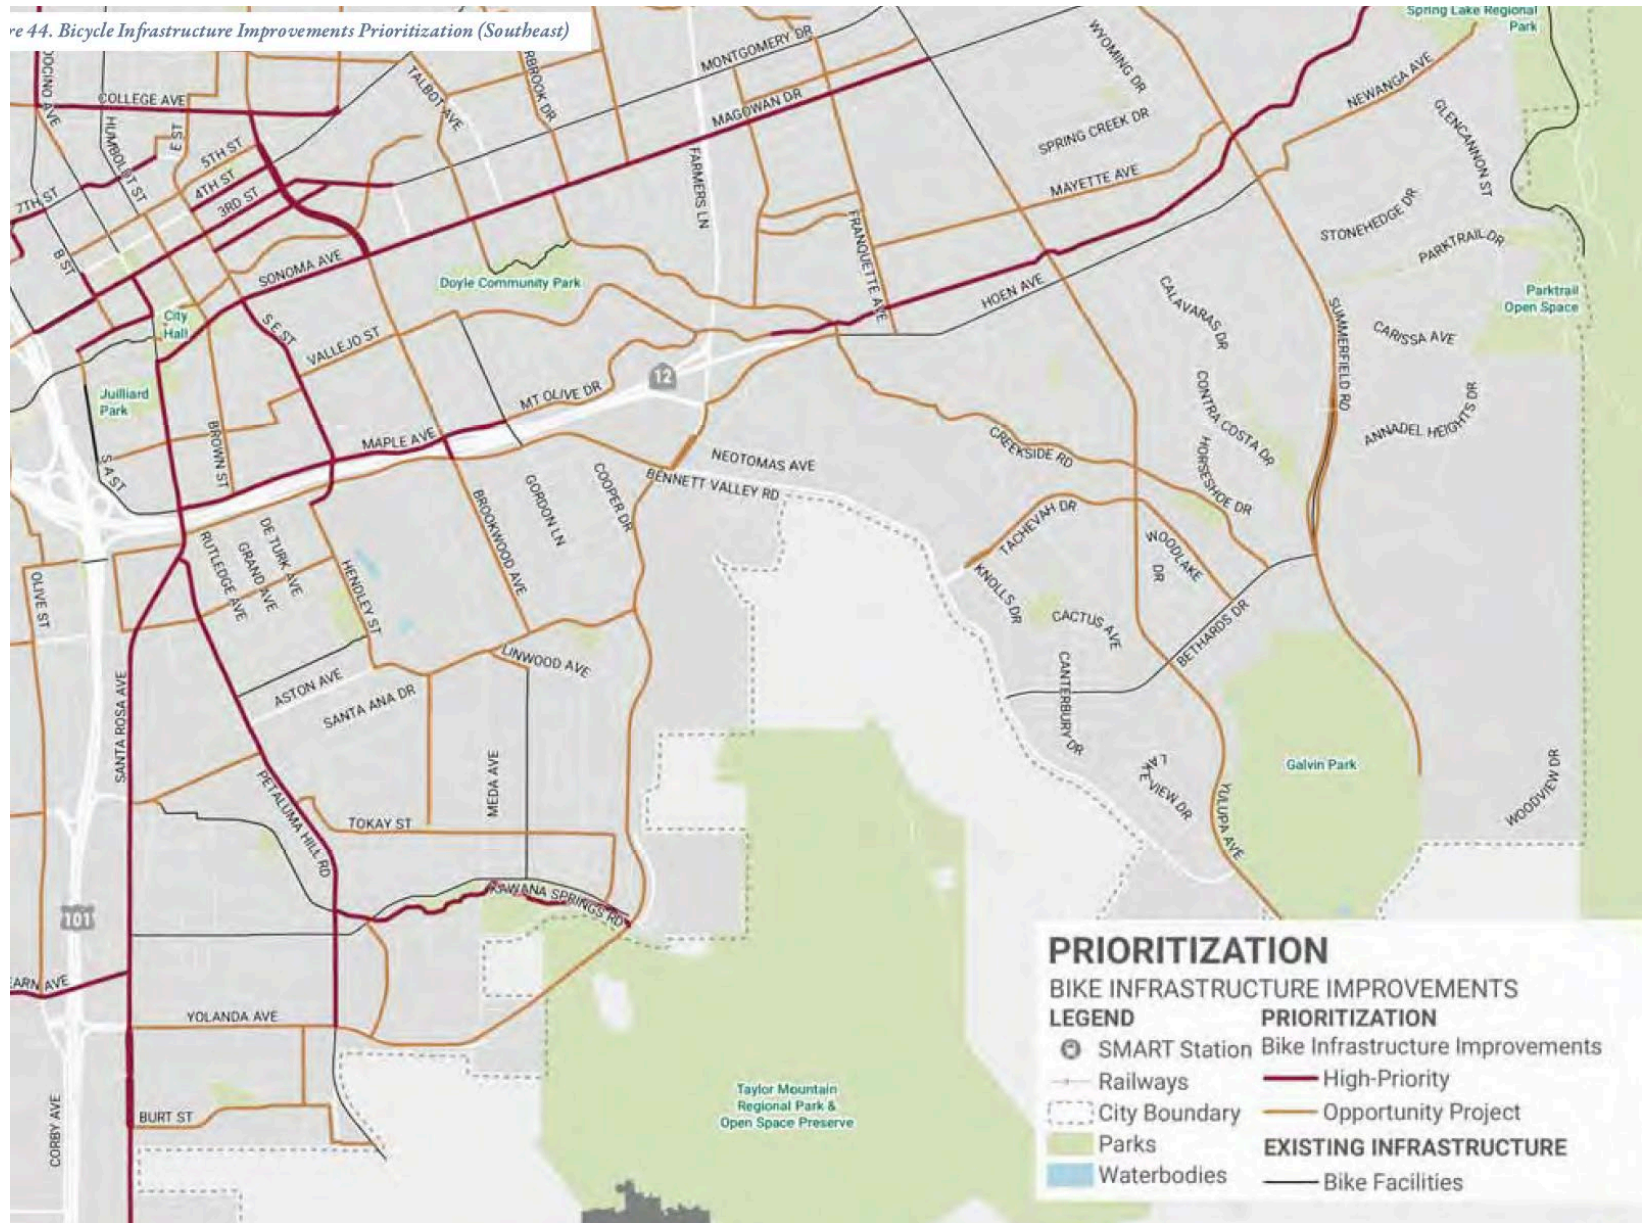 re 44. Bicycle Infrastructure Improvements Prioritization (Southeast)
Spring Lake Regional
Park
OCINO AVE
COLLEGE AVE
HUMBOLDT ST
E ST
5TH ST
4TH ST
3RD ST
7TH ST
B ST
TALBOT AVE
RBROOK DR
MONTGOMERY DR
MAGOWAN DR
FARMERS LN
WYOMING DR
SPRING CREEK DR
MAYETTE AVE
NEWANGA AVE
GLENCANNON ST
STONEHEDGE DR
PARKTRAIL DR
Parktrail
Open Space
FRANQUETTE AVE
HOEN AVE
SONOMA AVE
Doyle Community Park
City
Hall
S E ST
VALLEJO ST
CALAVARAS DR
SUMMERFIELD RD
CARISSA AVE
12
MT OLIVE DR
Juilliard
Park
CONTRA COSTA DR
ANNADEL HEIGHTS DR
BROWN ST
MAPLE AVE
CREEKSIDE RD
HORSESHOE DR
S A ST
NEOTOMAS AVE
BENNETT VALLEY RD
COOPER DR
GORDON LN
BROOKWOOD AVE
TACHEVAH DR
WOODLAKE
DR
DE TURK AVE
GRAND AVE
RUTLEDGE AVE
HENDLEY ST
OLIVE ST
KNOLLS DR
CACTUS AVE
BETHARDS DR
LINWOOD AVE
ASTON AVE
SANTA ANA DR
CANTERBURY DR
SANTA ROSA AVE
MEDA AVE
PETALUMA HILL RD
TOKAY ST
LAKE VIEW DR
YULUPA AVE
Galvin Park
WOODVIEW DR
KAWANA SPRINGS RD
101
EARN AVE
YOLANDA AVE
BURT ST
CORBY AVE
Taylor Mountain
Regional Park &
Open Space Preserve
PRIORITIZATION
BIKE INFRASTRUCTURE IMPROVEMENTS
LEGEND
SMART Station
Railways
City Boundary
Parks
Waterbodies
PRIORITIZATION
Bike Infrastructure Improvements
High-Priority
Opportunity Project
EXISTING INFRASTRUCTURE
Bike Facilities